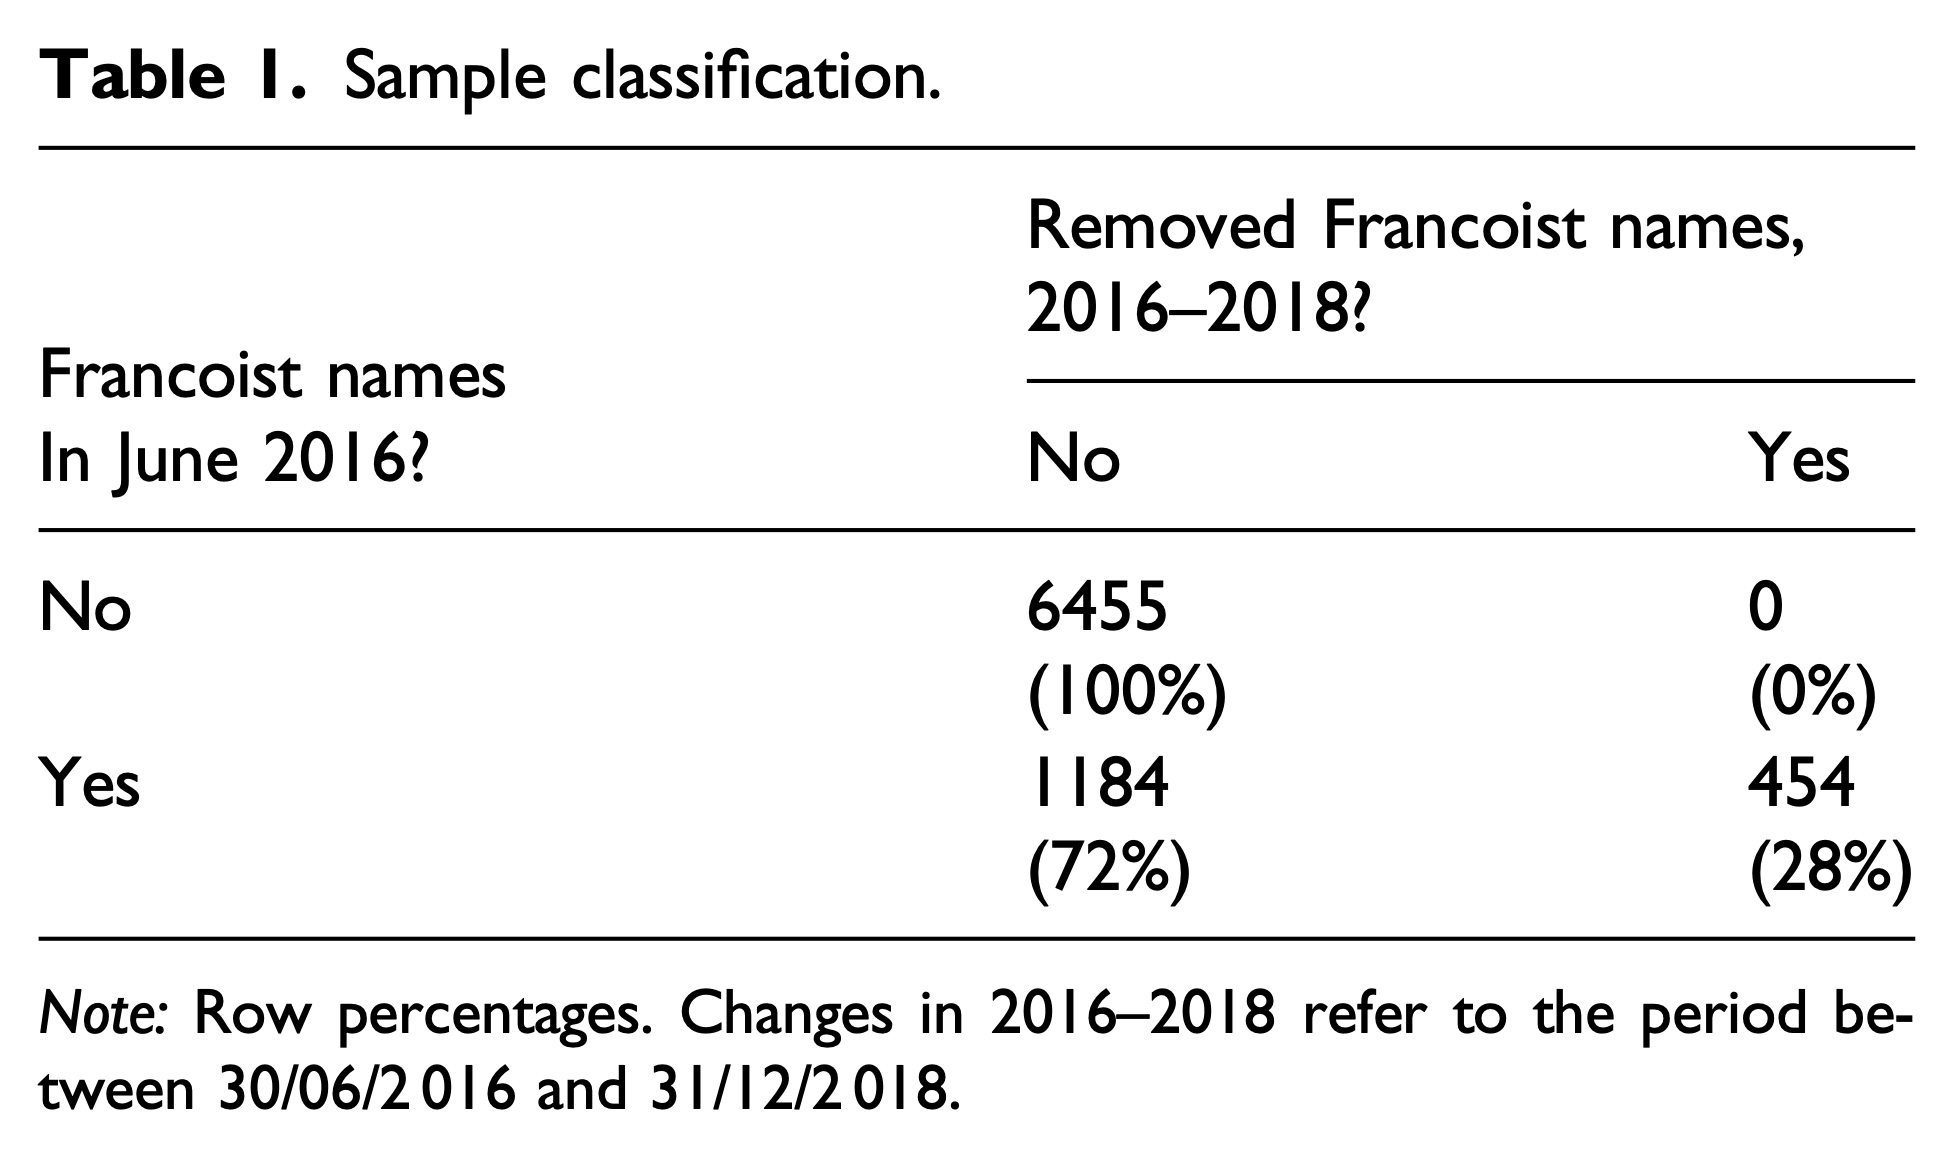 Table 1. Sample classification.
Removed Francoist names,
2016–2018?
Francoist names
In June 2016?
No Yes
No 6455 0
(100%) (0%)
Yes 1184 454
(72%) (28%)
Note: Row percentages. Changes in 2016–2018 refer to the period be-
tween 30/06/2016 and 31/12/2018.